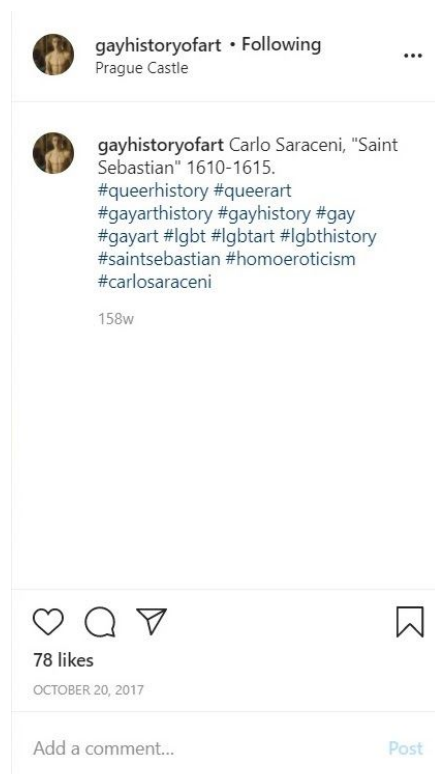 gayhistoryofart • Following
Prague Castle
gayhistoryofart Carlo Saraceni, "Saint
Sebastian" 1610-1615.
#queerhistory #queerart
#gayarthistory #gayhistory #gay
#gayart #lgbt #lgbtart #lgbthistory
#saintsebastian #homoeroticism
#carlosaraceni
158w
78 likes
OCTOBER 20, 2017
Add a comment...
Post